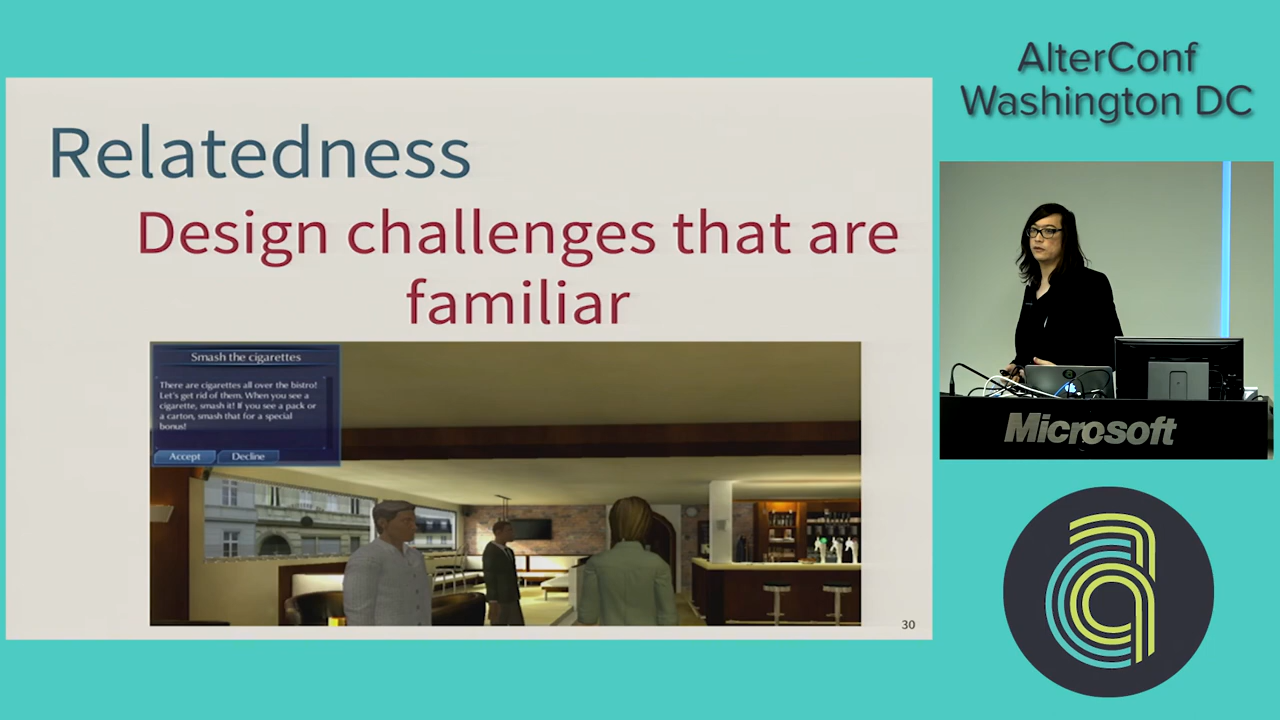 AlterConf
Washington DC
Relatedness
Design challenges that are
familiar
Smash the cigarettes
There are cigarettes all over the bistro!
Let's get rid of them. When you see a
cigarette, smash it! If you see a pack or
a carton, smash that for a special
bonus!
Accept
Decline
30
Microsoft